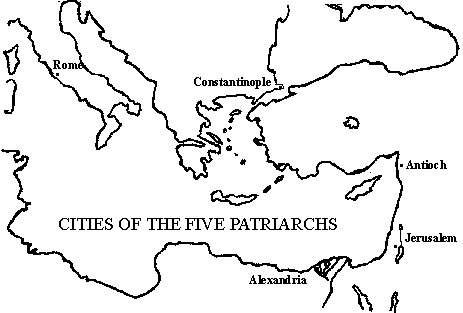 Rome
Constantinople
Antioch
CITIES OF THE FIVE PATRIARCHS
Jerusalem
Alexandria